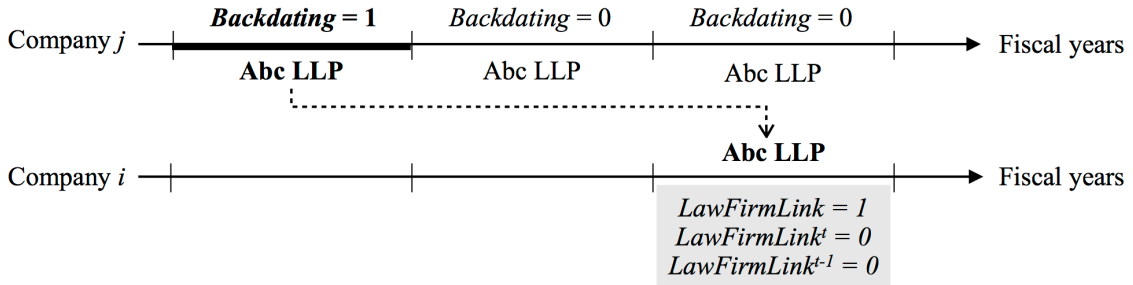 Backdating = 1 Backdating = 0 Backdating = 0
Company j Fiscal years
Abc LLP Abc LLP Abc LLP
Abc LLP
Company i Fiscal years
LawFirmLink = 1
LawFirmLinkᵗ = 0
LawFirmLinkᵗ⁻¹ = 0